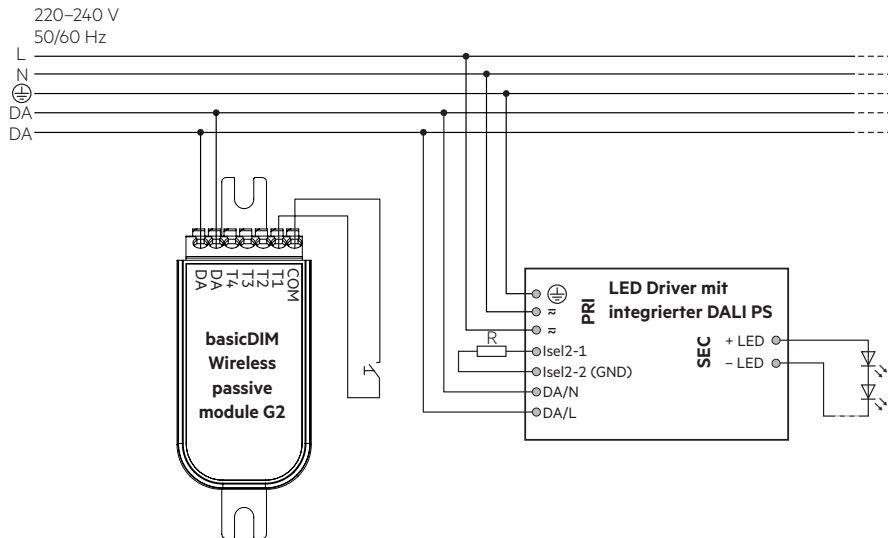 220–240 V
50/60 Hz
L
N
DA
DA
DA
DA
T4
T3
T2
T1
COM
basicDIM
Wireless
passive
module G2
LED Driver mit
integrierter DALI PS
PRI
SEC
+ LED
– LED
R
Isel2-1
Isel2-2 (GND)
DA/N
DA/L